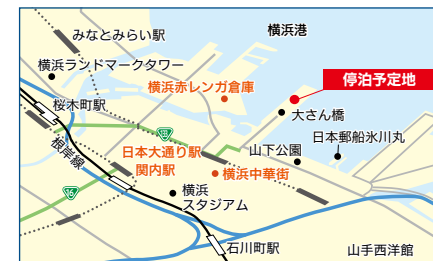 みなとみらい駅
横浜港
横浜ランドマークタワー
停泊予定地
横浜赤レンガ倉庫
桜木町駅
大さん橋
根岸線
日本大通り駅
関内駅
日本郵船氷川丸
山下公園
横浜中華街
16
横浜
スタジアム
石川町駅
山手西洋館